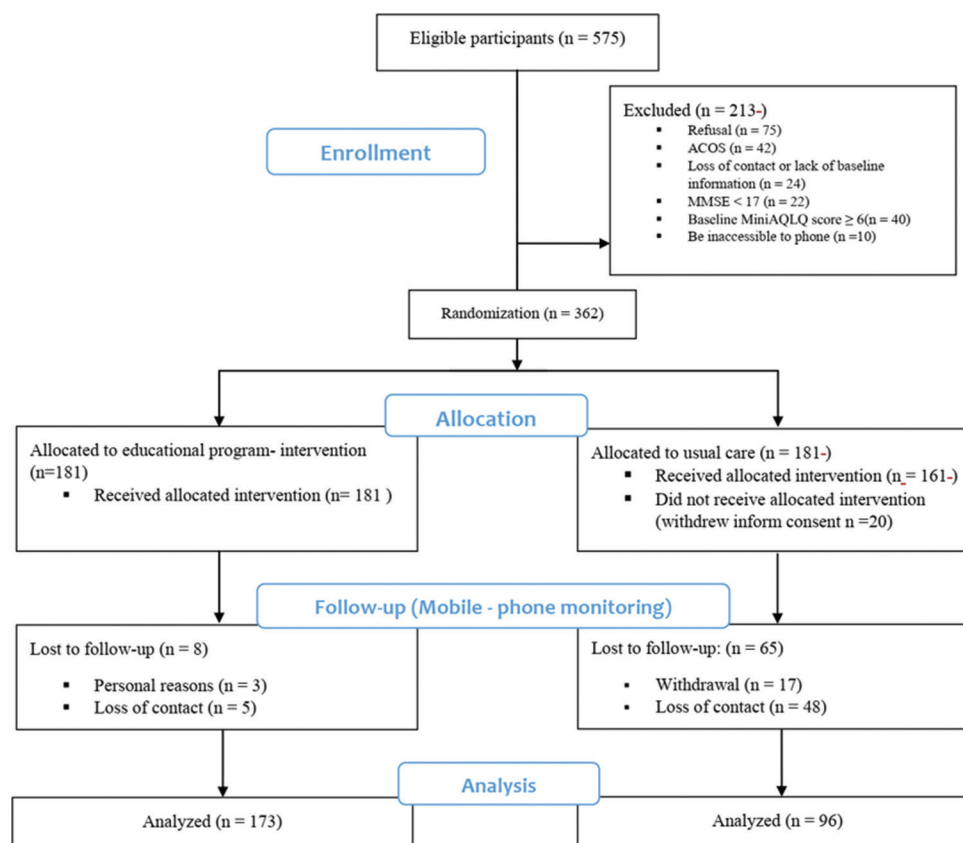 Eligible participants (n = 575)
Excluded (n = 213-)
▪ Refusal (n = 75)
▪ ACOS (n = 42)
▪ Loss of contact or lack of baseline
information (n = 24)
▪ MMSE < 17 (n = 22)
▪ Baseline MiniAQLQ score ≥ 6(n = 40)
▪ Be inaccessible to phone (n =10)
Enrollment
Randomization (n = 362)
Allocation
Allocated to educational program- intervention
(n=181)
▪ Received allocated intervention (n= 181 )
Allocated to usual care (n = 181-)
▪ Received allocated intervention (n = 161-)
▪ Did not receive allocated intervention
(withdrew inform consent n =20)
Follow-up (Mobile - phone monitoring)
Lost to follow-up (n = 8)
▪ Personal reasons (n = 3)
▪ Loss of contact (n = 5)
Lost to follow-up: (n = 65)
▪ Withdrawal (n = 17)
▪ Loss of contact (n = 48)
Analysis
Analyzed (n = 173)
Analyzed (n = 96)